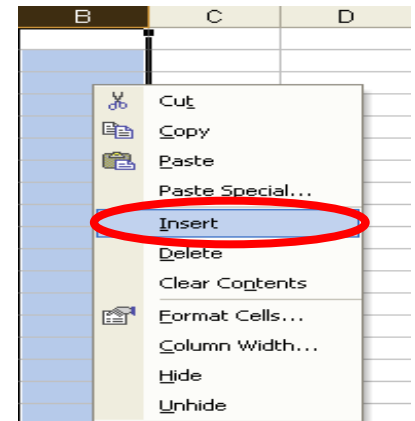 B C D
Cut
Copy
Paste
Paste Special...
Insert
Delete
Clear Contents
Format Cells...
Column Width...
Hide
Unhide